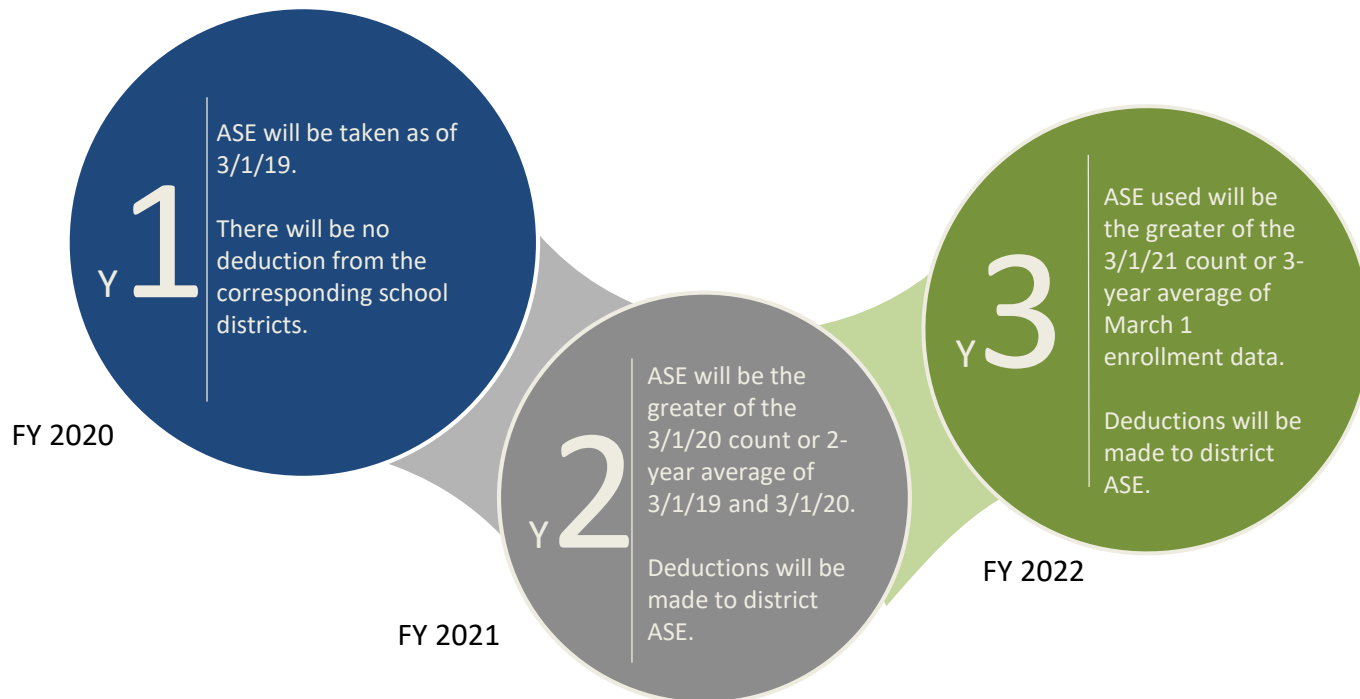 Y 1
ASE will be taken as of
3/1/19.
There will be no
deduction from the
corresponding school
districts.
FY 2020
Y 2
ASE will be the
greater of the
3/1/20 count or 2-
year average of
3/1/19 and 3/1/20.
Deductions will be
made to district
ASE.
FY 2021
Y 3
ASE used will be
the greater of the
3/1/21 count or 3-
year average of
March 1
enrollment data.
Deductions will be
made to district
ASE.
FY 2022